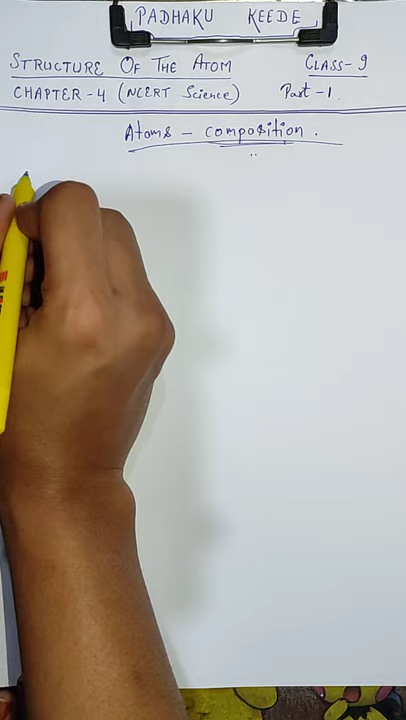 PADHAKU KEEDE
STRUCTURE OF THE ATOM CLASS-9
CHAPTER-4 (NCERT Science) Part-1.
Atoms - composition.